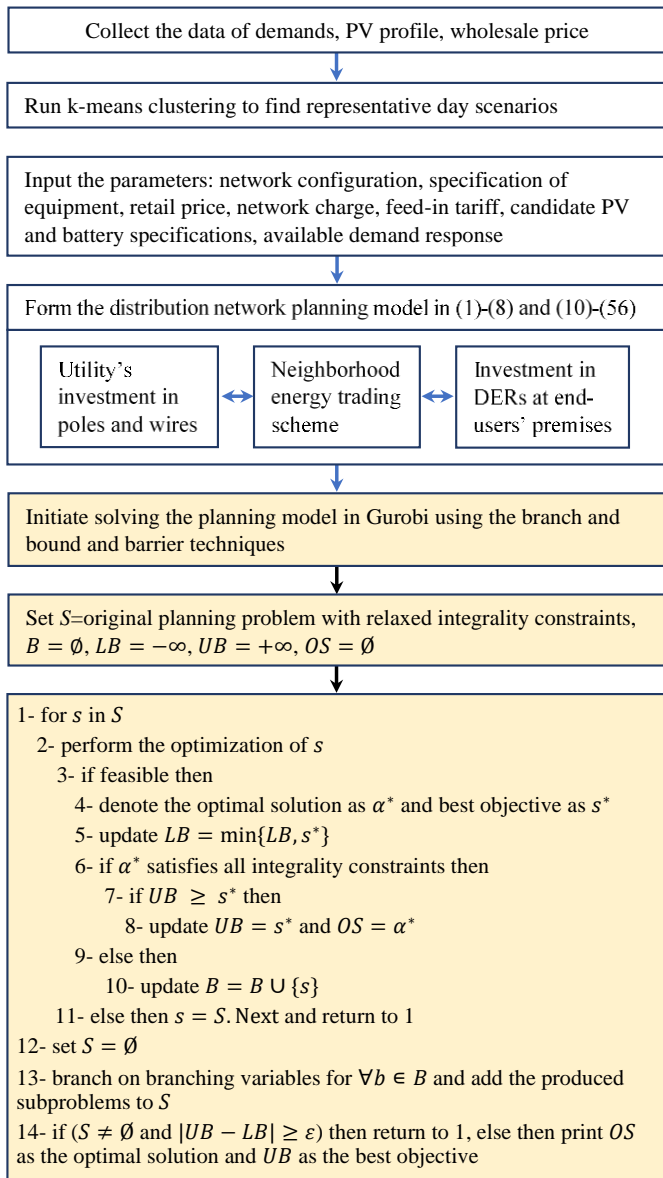 Collect the data of demands, PV profile, wholesale price
Run k-means clustering to find representative day scenarios
Input the parameters: network configuration, specification of
equipment, retail price, network charge, feed-in tariff, candidate PV
and battery specifications, available demand response
Form the distribution network planning model in (1)-(8) and (10)-(56)
Utility's
investment in
poles and wires
Neighborhood
energy trading
scheme
Investment in
DERs at end-
users' premises
Initiate solving the planning model in Gurobi using the branch and
bound and barrier techniques
Set S=original planning problem with relaxed integrality constraints,
B = ∅, LB = −∞, UB = +∞, OS = ∅
1- for s in S
2- perform the optimization of s
3- if feasible then
4- denote the optimal solution as α* and best objective as s*
5- update LB = min{LB, s*}
6- if α* satisfies all integrality constraints then
7- if UB ≥ s* then
8- update UB = s* and OS = α*
9- else then
10- update B = B ∪ {s}
11- else then s = S. Next and return to 1
12- set S = ∅
13- branch on branching variables for ∀b ∈ B and add the produced
subproblems to S
14- if (S ≠ ∅ and |UB − LB| ≥ ε) then return to 1, else then print OS
as the optimal solution and UB as the best objective